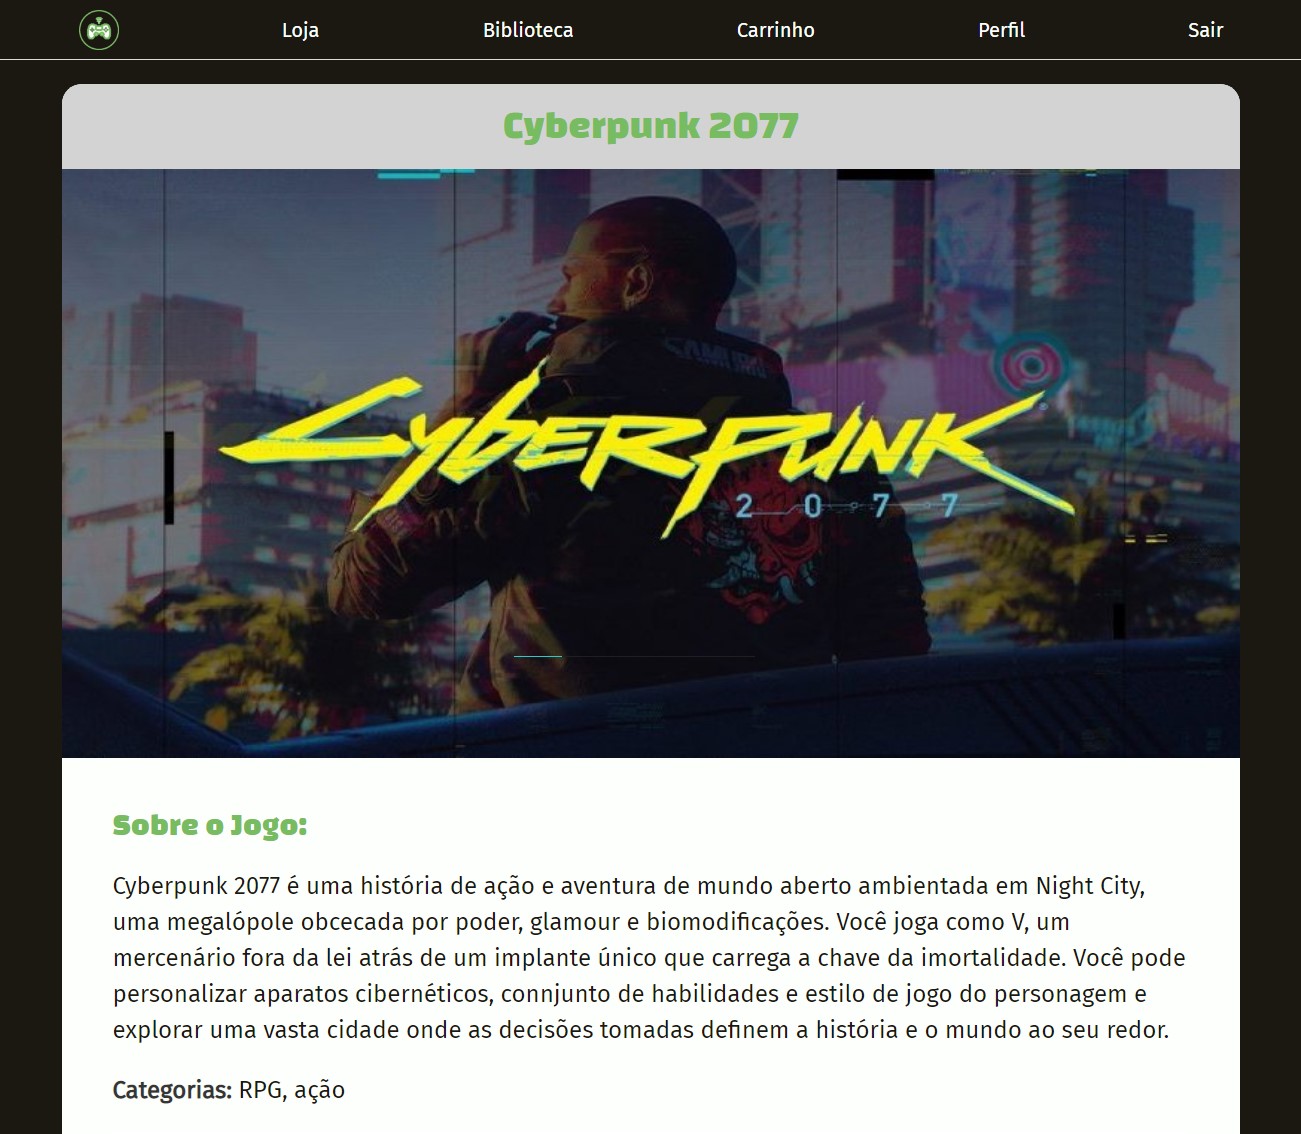 Loja Biblioteca Carrinho Perfil Sair
Cyberpunk 2077
SAMURAI
Cyberpunk
2077
Sobre o Jogo:
Cyberpunk 2077 é uma história de ação e aventura de mundo aberto ambientada em Night City,
uma megalópole obcecada por poder, glamour e biomodificações. Você joga como V, um
mercenário fora da lei atrás de um implante único que carrega a chave da imortalidade. Você pode
personalizar aparatos cibernéticos, connjunto de habilidades e estilo de jogo do personagem e
explorar uma vasta cidade onde as decisões tomadas definem a história e o mundo ao seu redor.
Categorias: RPG, ação